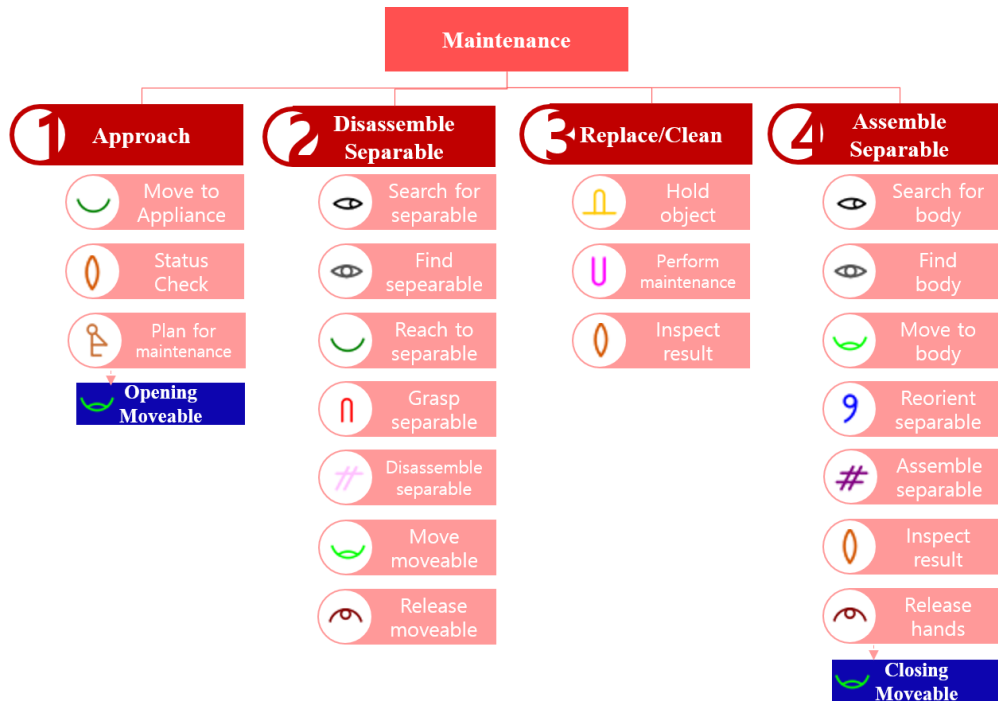 Maintenance
1
Approach
Move to
Appliance
Status
Check
Plan for
maintenance
Opening
Moveable
2
Disassemble
Separable
Search for
separable
Find
sepearable
Reach to
separable
Grasp
separable
Disassemble
separable
Move
moveable
Release
moveable
3
Replace/Clean
Hold
object
Perform
maintenance
Inspect
result
4
Assemble
Separable
Search for
body
Find
body
Move to
body
Reorient
separable
Assemble
separable
Inspect
result
Release
hands
Closing
Moveable